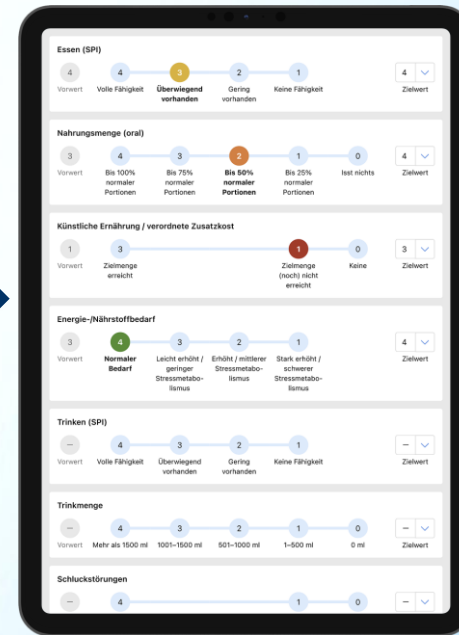 Essen (SPI)
4 4 3 2 1 4
Vorwert Volle Fähigkeit Überwiegend Gering Keine Fähigkeit Zielwert
vorhanden vorhanden
Nahrungsmenge (oral)
3 4 3 2 1 0 4
Vorwert Bis 100% Bis 75% Bis 50% Bis 25% Isst nichts Zielwert
normaler normaler normaler normaler
Portionen Portionen Portionen Portionen
Künstliche Ernährung / verordnete Zusatzkost
1 3 1 0 3
Vorwert Zielmenge Zielmenge Keine Zielwert
erreicht (noch) nicht
erreicht
Energie-/Nährstoffbedarf
3 4 3 2 1 4
Vorwert Normaler Leicht erhöht / Erhöht / mittlerer Stark erhöht / Zielwert
Bedarf geringer Stressmetabo- schwerer
Stressmetabo- lismus Stressmetabo-
lismus lismus
Trinken (SPI)
– 4 3 2 1 –
Vorwert Volle Fähigkeit Überwiegend Gering Keine Fähigkeit Zielwert
vorhanden vorhanden
Trinkmenge
– 4 3 2 1 0 –
Vorwert Mehr als 1500 ml 1001–1500 ml 501–1000 ml 1–500 ml 0 ml Zielwert
Schluckstörungen
– 4 1 0 –